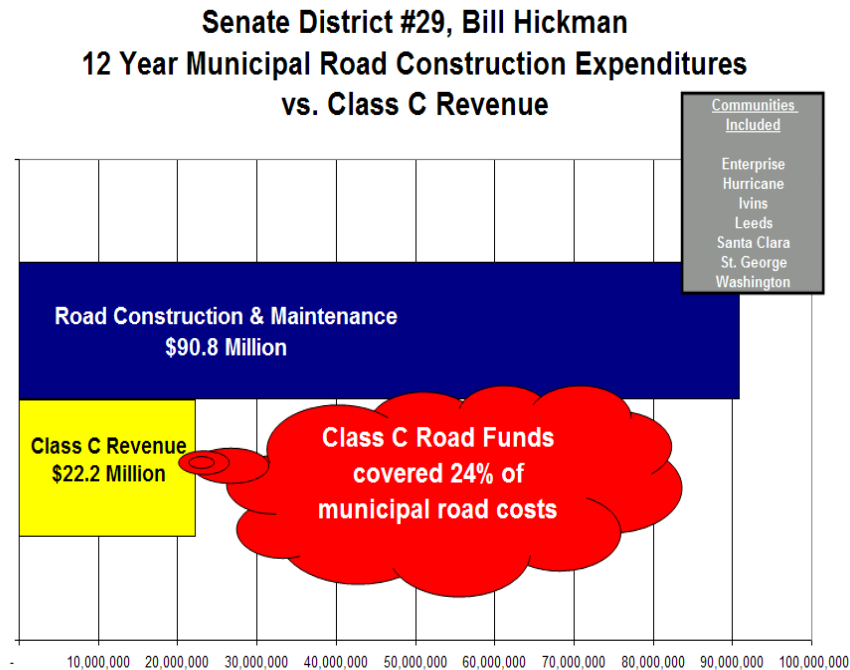 Senate District #29, Bill Hickman
12 Year Municipal Road Construction Expenditures
vs. Class C Revenue
Communities
Included
Enterprise
Hurricane
Ivins
Leeds
Santa Clara
St. George
Washington
Road Construction & Maintenance
$90.8 Million
Class C Revenue
$22.2 Million
Class C Road Funds
covered 24% of
municipal road costs
- 10,000,000 20,000,000 30,000,000 40,000,000 50,000,000 60,000,000 70,000,000 80,000,000 90,000,000 100,000,000